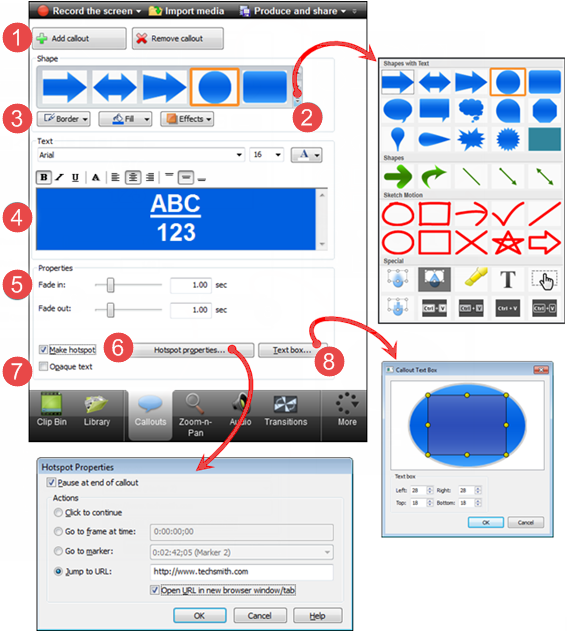 Record the screen Import media Produce and share
1 Add callout Remove callout
Shape
2
3 Border Fill Effects
Text
Arial 16 A
B I U A
4 ABC
123
Properties
5 Fade in: 1.00 sec
Fade out: 1.00 sec
Make hotspot 6 Hotspot properties... Text box... 8
7 Opaque text
Clip Bin Library Callouts Zoom-n-Pan Audio Transitions More
Shapes with Text
Shapes
Sketch Motion
Special
T
Ctrl + V Ctrl + V Ctrl + V Ctrl + V
Callout Text Box
Text box
Left: 28 Right: 28
Top: 18 Bottom: 18
OK Cancel
Hotspot Properties
Pause at end of callout
Actions
Click to continue
Go to frame at time: 0:00:00;00
Go to marker: 0:02:42;05 (Marker 2)
Jump to URL: http://www.techsmith.com
Open URL in new browser window/tab
OK Cancel Help